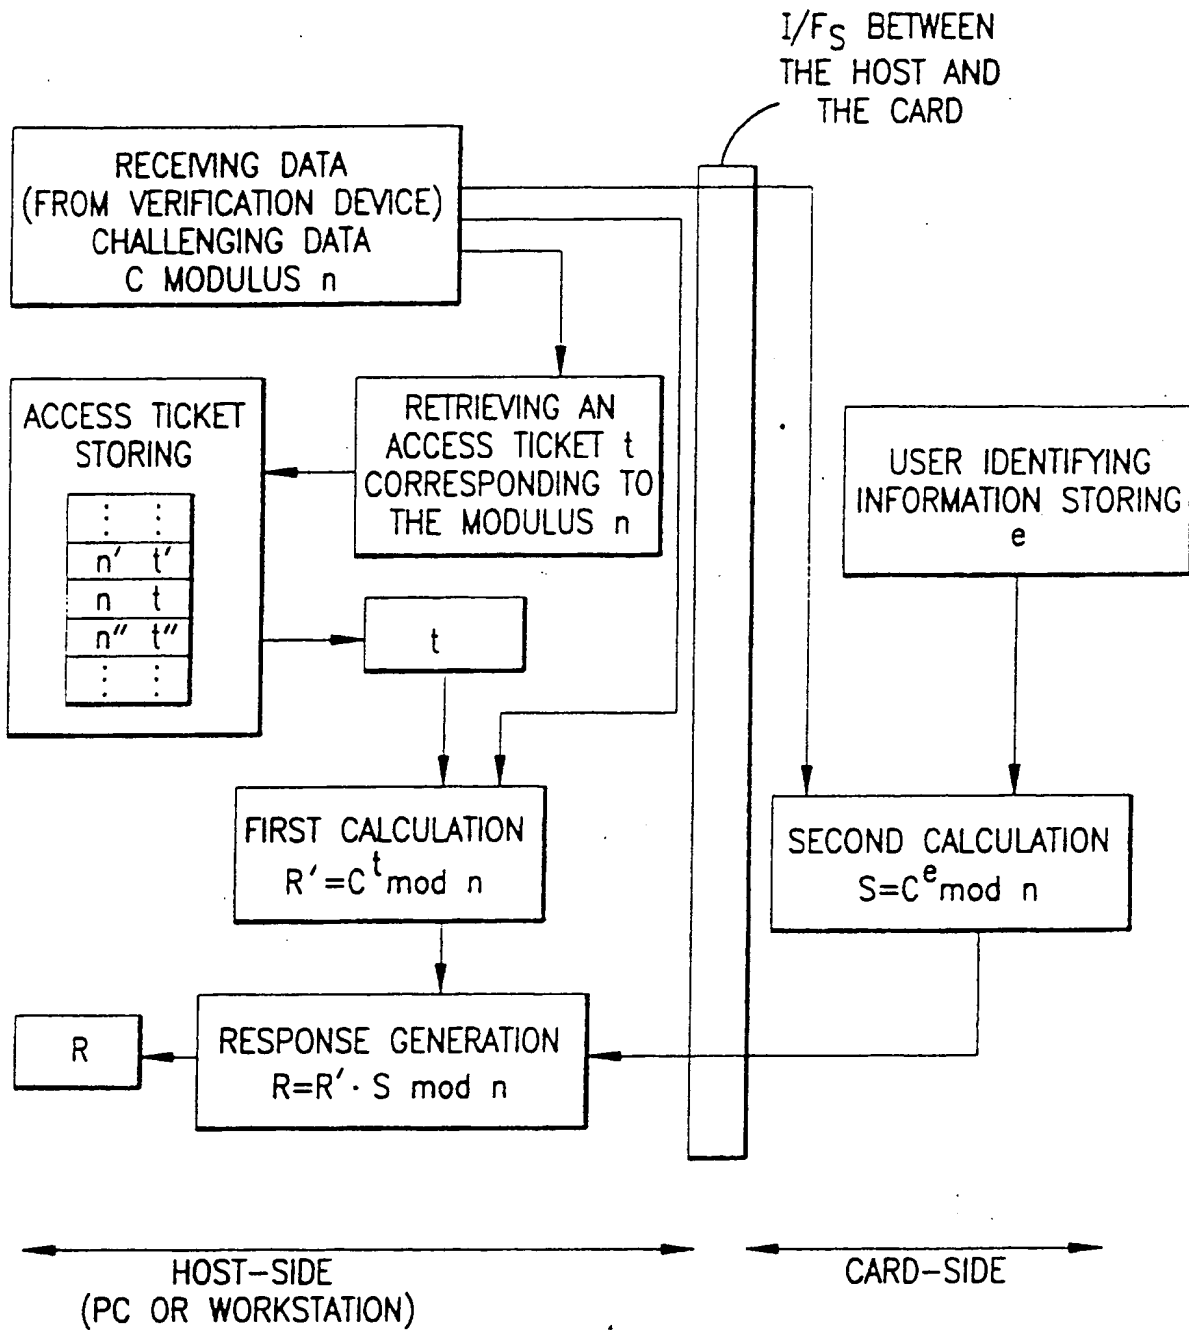 I/FS BETWEEN
THE HOST AND
THE CARD
RECEIVING DATA
(FROM VERIFICATION DEVICE)
CHALLENGING DATA
C MODULUS n
RETRIEVING AN
ACCESS TICKET t
CORRESPONDING TO
THE MODULUS n
ACCESS TICKET
STORING
⋮ ⋮
n' t'
n t
n" t"
⋮ ⋮
t
USER IDENTIFYING
INFORMATION STORING
e
FIRST CALCULATION
R'=C^t mod n
SECOND CALCULATION
S=C^e mod n
RESPONSE GENERATION
R=R'· S mod n
R
HOST-SIDE
(PC OR WORKSTATION)
CARD-SIDE